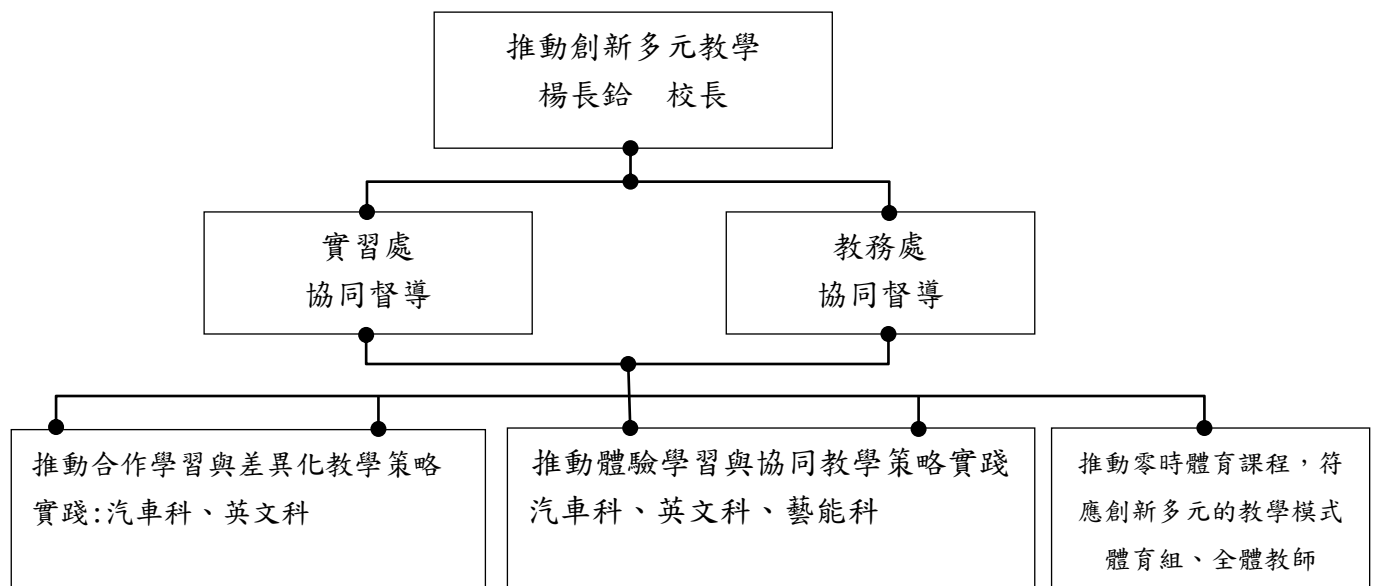 推動創新多元教學
楊長鉿 校長
實習處
協同督導
教務處
協同督導
推動合作學習與差異化教學策略
實踐:汽車科、英文科
推動體驗學習與協同教學策略實踐
汽車科、英文科、藝能科
推動零時體育課程，符
應創新多元的教學模式
體育組、全體教師